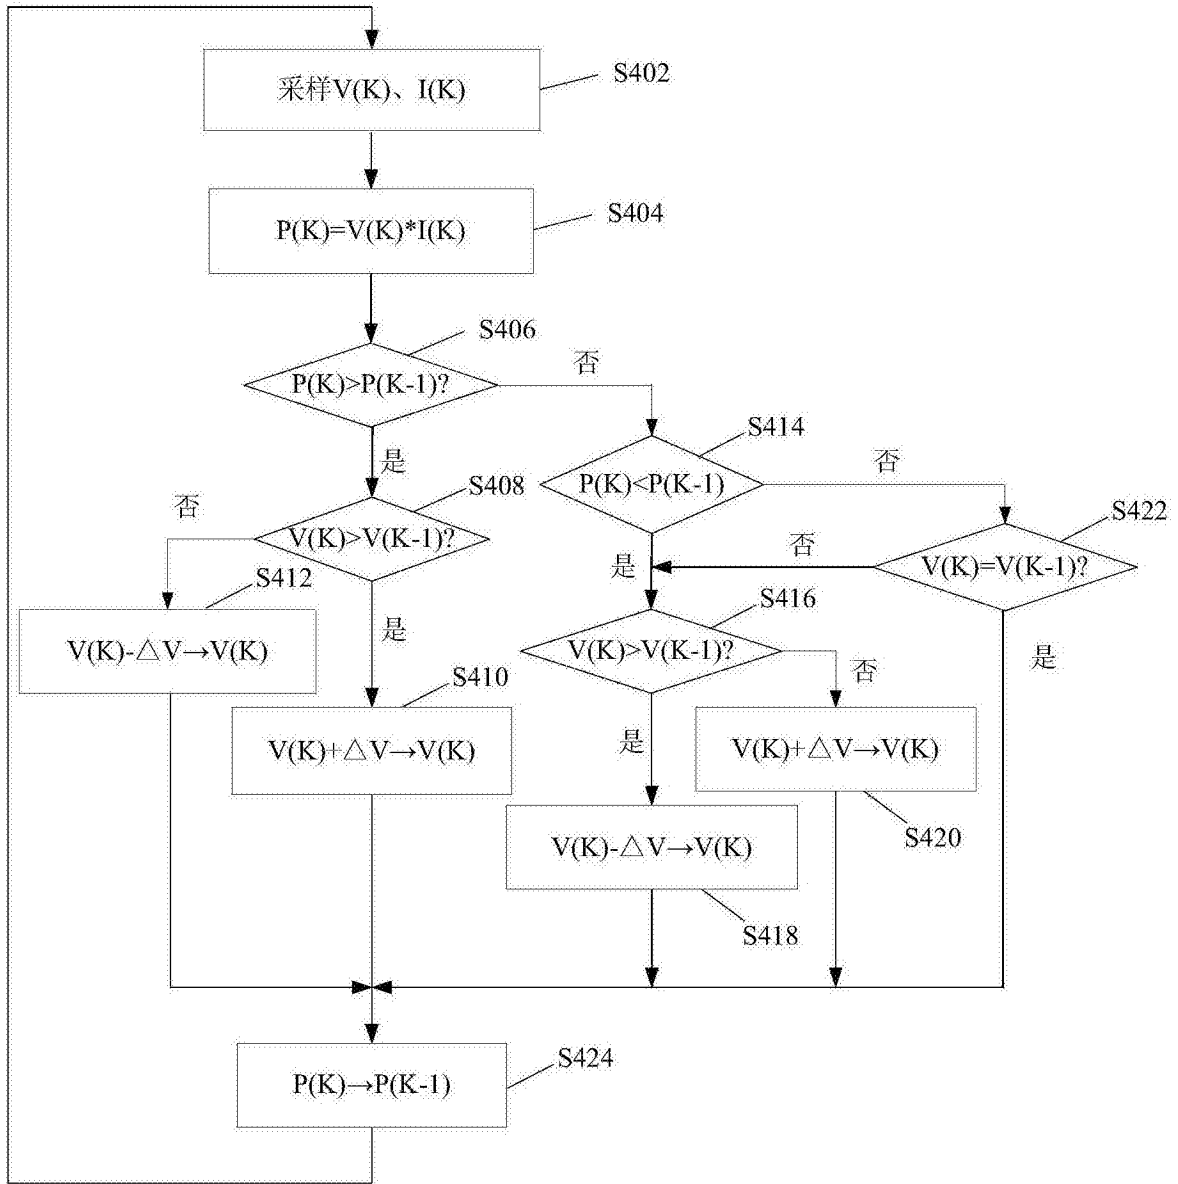 采样V(K)、I(K)
S402
P(K)=V(K)*I(K)
S404
S406
P(K)>P(K-1)?
否
是
S414
P(K)<P(K-1)
否
S408
V(K)>V(K-1)?
否
是
S422
V(K)=V(K-1)?
否
是
是
S412
V(K)-△V→V(K)
S416
V(K)>V(K-1)?
否
是
S410
V(K)+△V→V(K)
V(K)+△V→V(K)
S420
V(K)-△V→V(K)
S418
P(K)→P(K-1)
S424